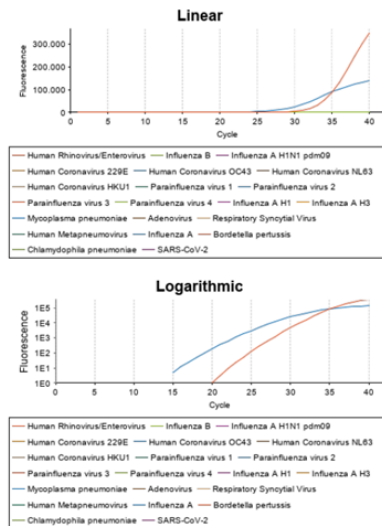 Linear
Fluorescence
300.000
200.000
100.000
0
0 5 10 15 20 25 30 35 40
Cycle
Human Rhinovirus/Enterovirus Influenza B Influenza A H1N1 pdm09
Human Coronavirus 229E Human Coronavirus OC43 Human Coronavirus NL63
Human Coronavirus HKU1 Parainfluenza virus 1 Parainfluenza virus 2
Parainfluenza virus 3 Parainfluenza virus 4 Influenza A H1 Influenza A H3
Mycoplasma pneumoniae Adenovirus Respiratory Syncytial Virus
Human Metapneumovirus Influenza A Bordetella pertussis
Chlamydophila pneumoniae SARS-CoV-2
Logarithmic
Fluorescence
1E5
1E4
1E3
1E2
1E1
1E0
0 5 10 15 20 25 30 35 40
Cycle
Human Rhinovirus/Enterovirus Influenza B Influenza A H1N1 pdm09
Human Coronavirus 229E Human Coronavirus OC43 Human Coronavirus NL63
Human Coronavirus HKU1 Parainfluenza virus 1 Parainfluenza virus 2
Parainfluenza virus 3 Parainfluenza virus 4 Influenza A H1 Influenza A H3
Mycoplasma pneumoniae Adenovirus Respiratory Syncytial Virus
Human Metapneumovirus Influenza A Bordetella pertussis
Chlamydophila pneumoniae SARS-CoV-2